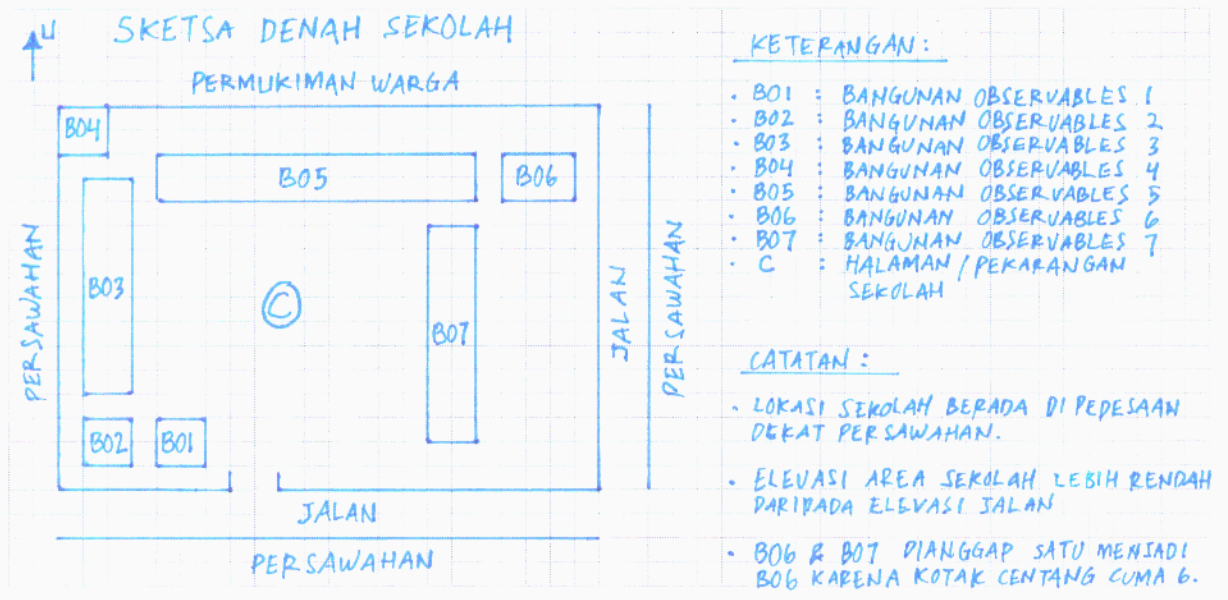 U
SKETSA DENAH SEKOLAH
PERMUKIMAN WARGA
B04
B05
B06
PERSAWAHAN
B03
C
B07
JALAN
PERSAWAHAN
B02
B01
JALAN
PERSAWAHAN
KETERANGAN :
• B01 : BANGUNAN OBSERVABLES 1
• B02 : BANGUNAN OBSERVABLES 2
• B03 : BANGUNAN OBSERVABLES 3
• B04 : BANGUNAN OBSERVABLES 4
• B05 : BANGUNAN OBSERVABLES 5
• B06 : BANGUNAN OBSERVABLES 6
• B07 : BANGUNAN OBSERVABLES 7
• C : HALAMAN / PEKARANGAN
SEKOLAH
CATATAN :
• LOKASI SEKOLAH BERADA DI PEDESAAN
DEKAT PERSAWAHAN.
• ELEVASI AREA SEKOLAH LEBIH RENDAH
DARIPADA ELEVASI JALAN
• B06 & B07 DIANGGAP SATU MENJADI
B06 KARENA KOTAK CENTANG CUMA 6.